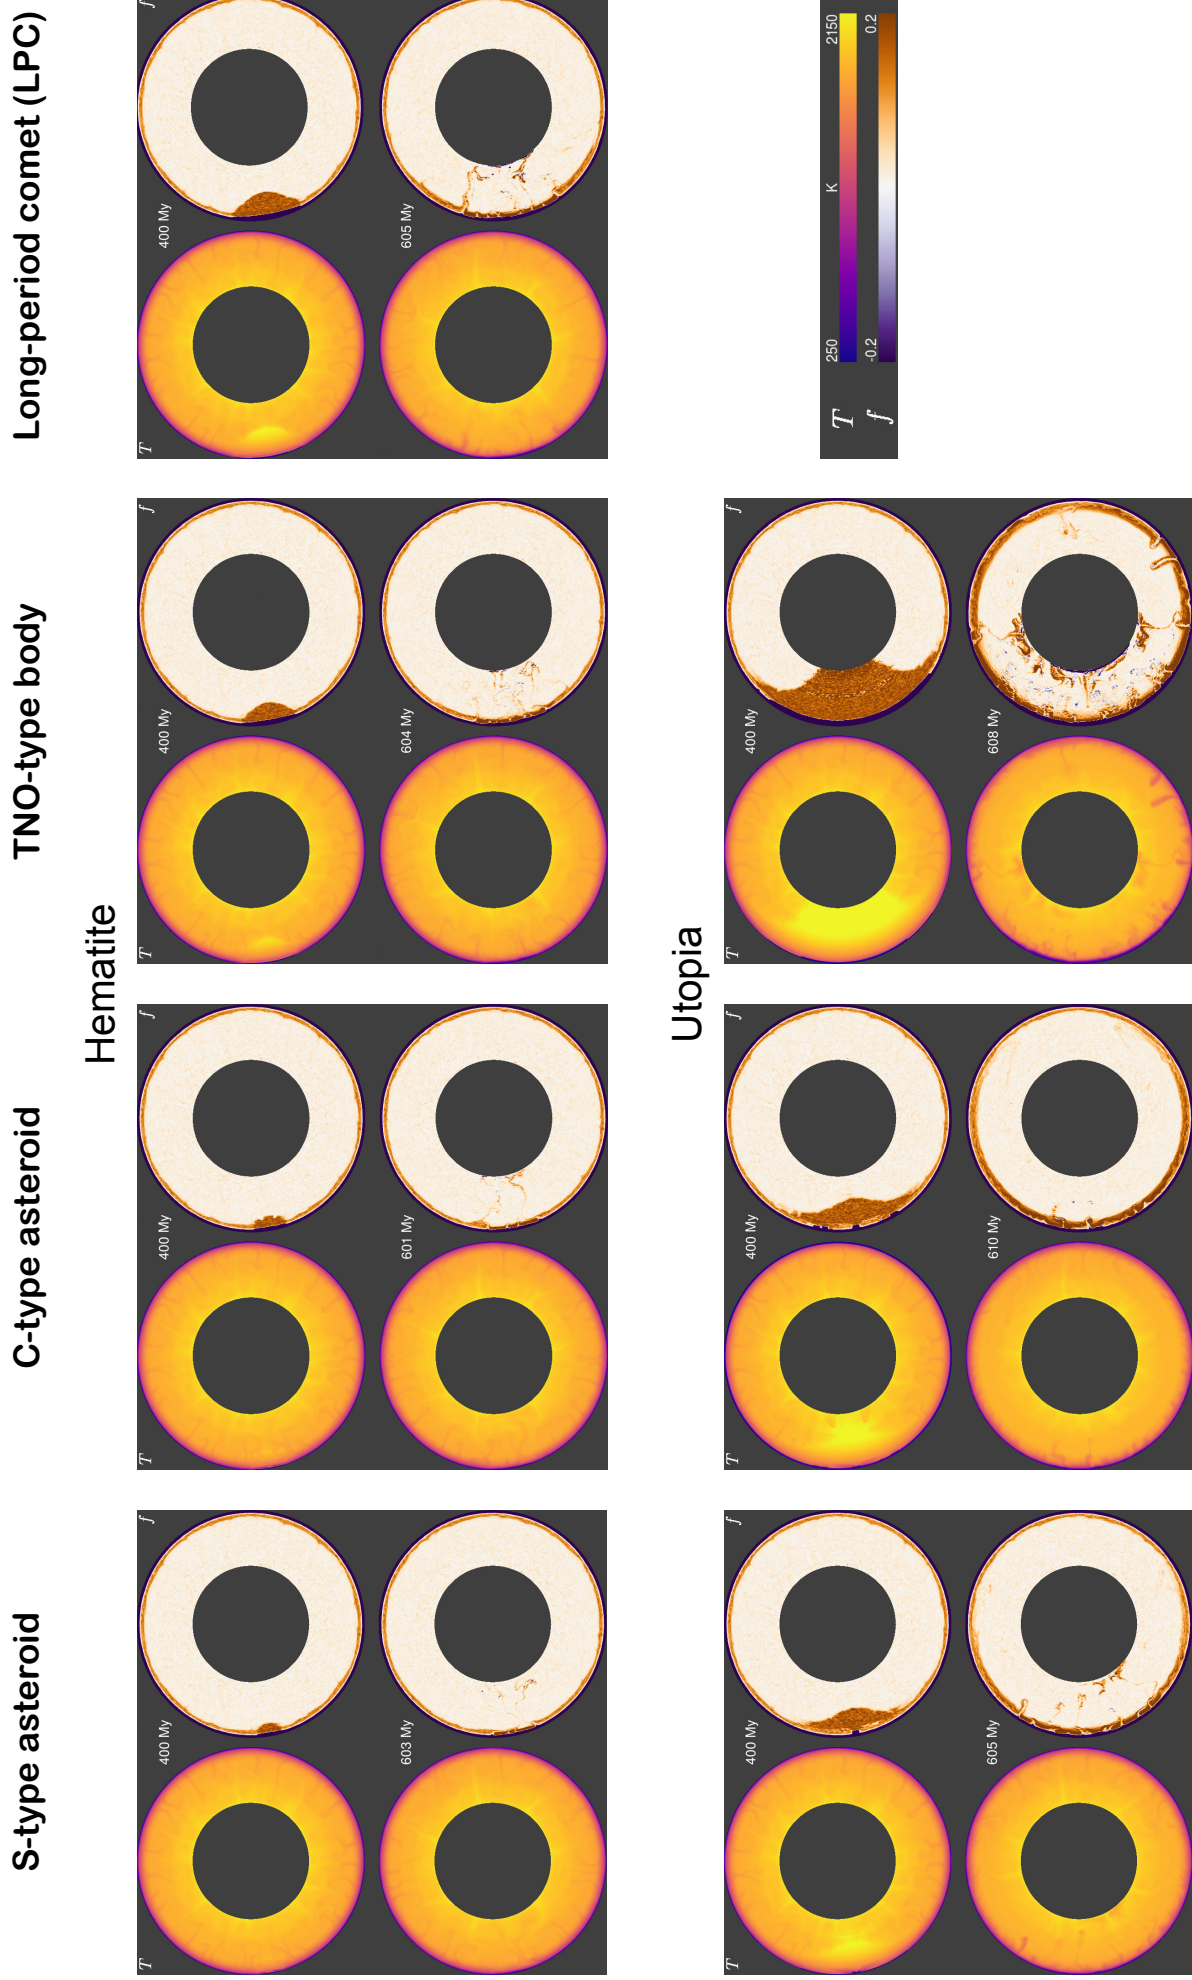 S-type asteroid
C-type asteroid
TNO-type body
Long-period comet (LPC)
Hematite
T
f
400 My
603 My
T
f
400 My
601 My
T
f
400 My
604 My
T
f
400 My
605 My
Utopia
T
f
400 My
605 My
T
f
400 My
610 My
T
f
400 My
608 My
T 250 K 2150
f -0.2 0.2